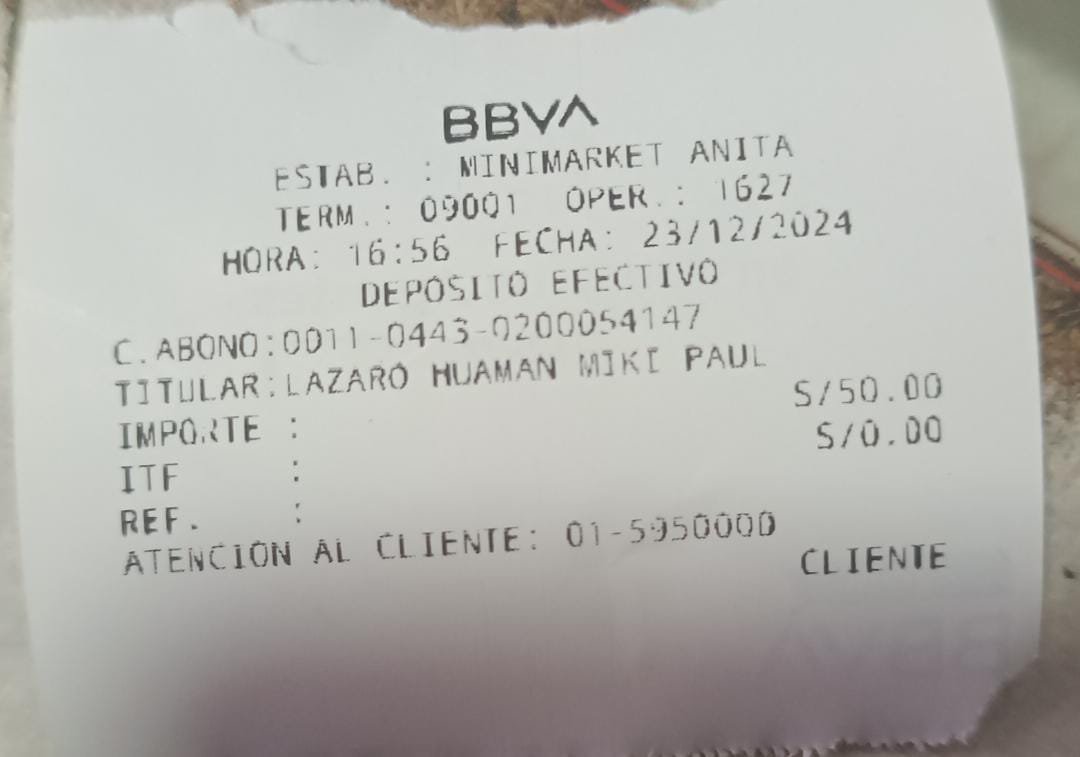 BBVA
ESTAB. : MINIMARKET ANITA
TERM.: 09001 OPER.: 1627
HORA: 16:56 FECHA: 23/12/2024
DEPOSITO EFECTIVO
C.ABONO:0011-0443-0200054147
TITULAR:LAZARO HUAMAN MIKI PAUL
IMPORTE : S/50.00
ITF : S/0.00
REF. :
ATENCION AL CLIENTE: 01-5950000
CLIENTE